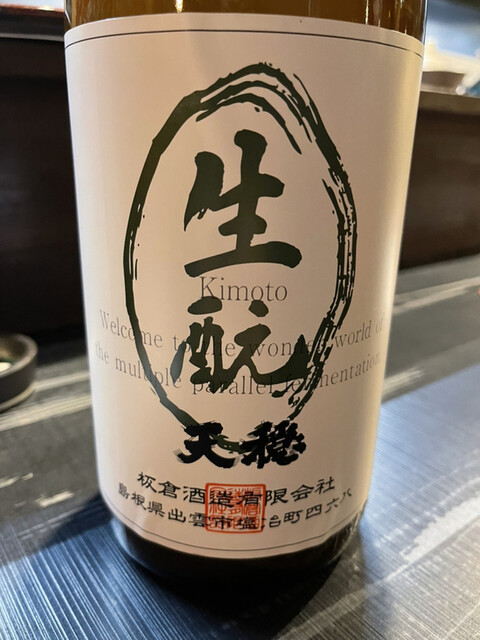 生
Kimoto
Welcome to the wonder world of
酛
the multiple parallel fermentation
天穏
板倉酒造有限会社
島根県出雲市塩冶町四六八